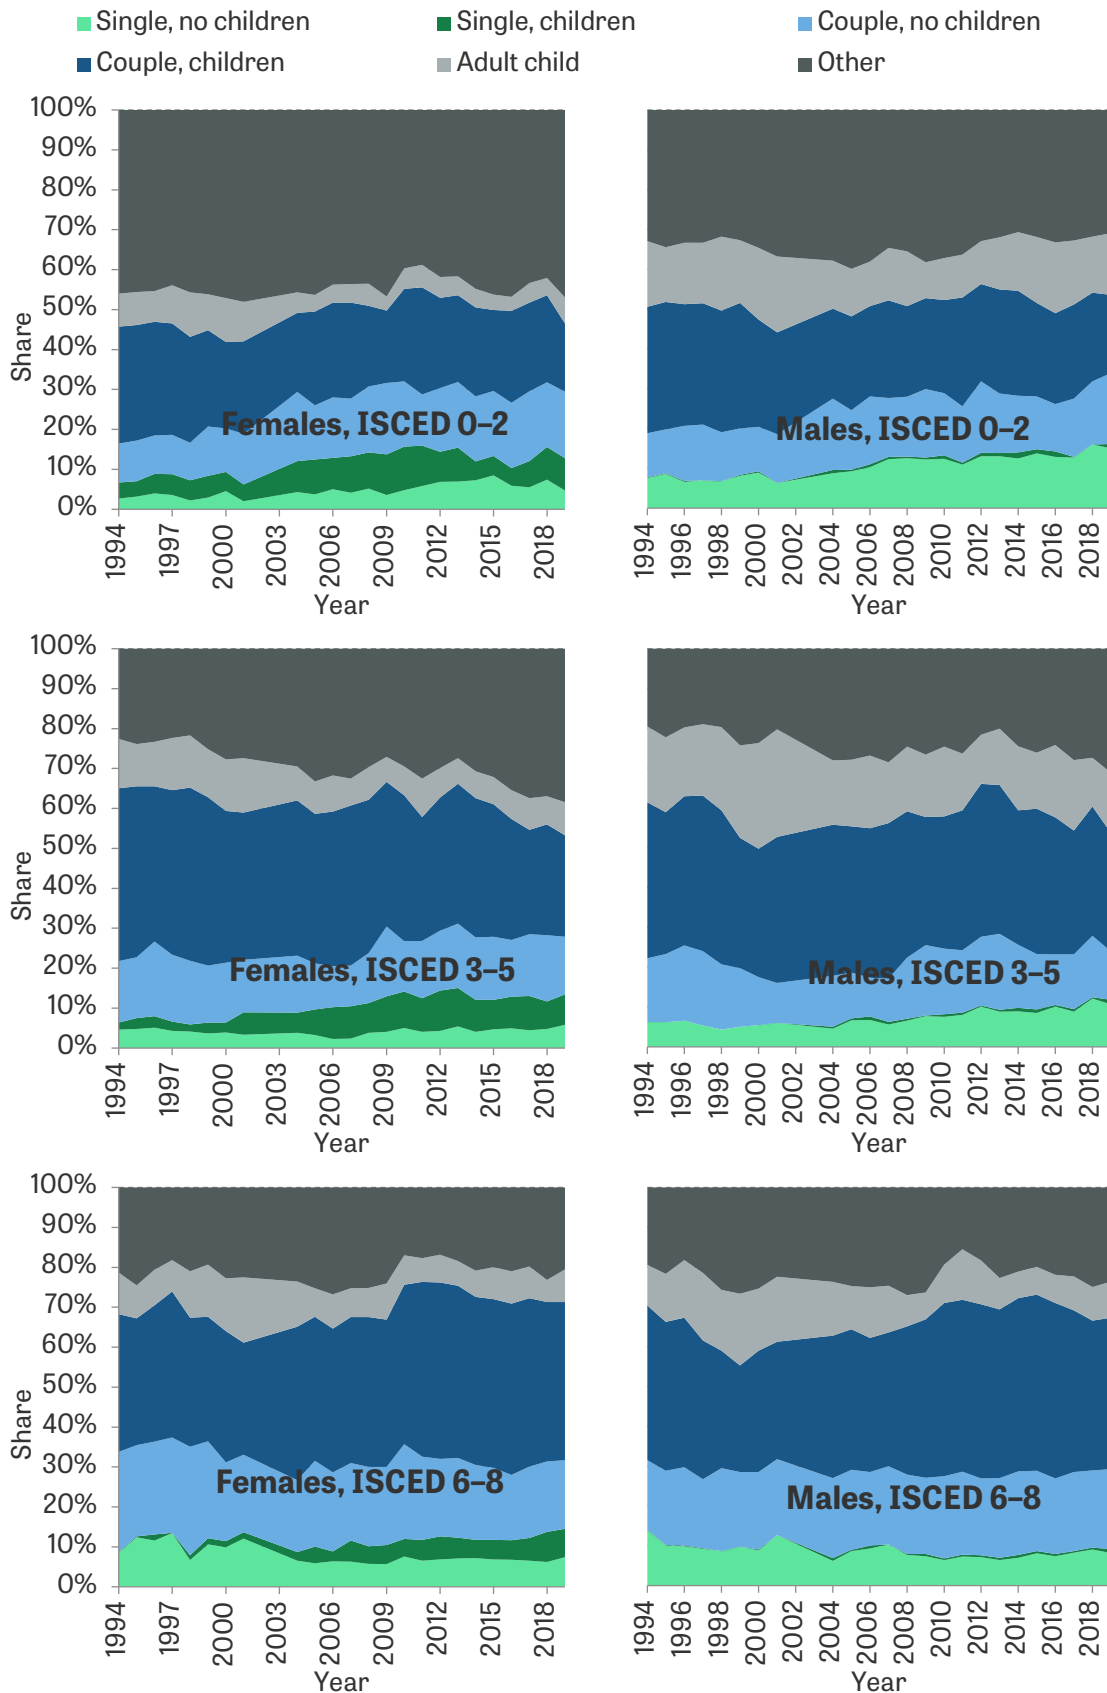 Single, no children Single, children Couple, no children
Couple, children Adult child Other
100%
90%
80%
70%
60%
50%
40%
30%
20%
10%
0%
Share
Females, ISCED 0–2
1994 1997 2000 2003 2006 2009 2012 2015 2018
Year
Males, ISCED 0–2
1994 1996 1998 2000 2002 2004 2006 2008 2010 2012 2014 2016 2018
Year
100%
90%
80%
70%
60%
50%
40%
30%
20%
10%
0%
Share
Females, ISCED 3–5
1994 1997 2000 2003 2006 2009 2012 2015 2018
Year
Males, ISCED 3–5
1994 1996 1998 2000 2002 2004 2006 2008 2010 2012 2014 2016 2018
Year
100%
90%
80%
70%
60%
50%
40%
30%
20%
10%
0%
Share
Females, ISCED 6–8
1994 1997 2000 2003 2006 2009 2012 2015 2018
Year
Males, ISCED 6–8
1994 1996 1998 2000 2002 2004 2006 2008 2010 2012 2014 2016 2018
Year